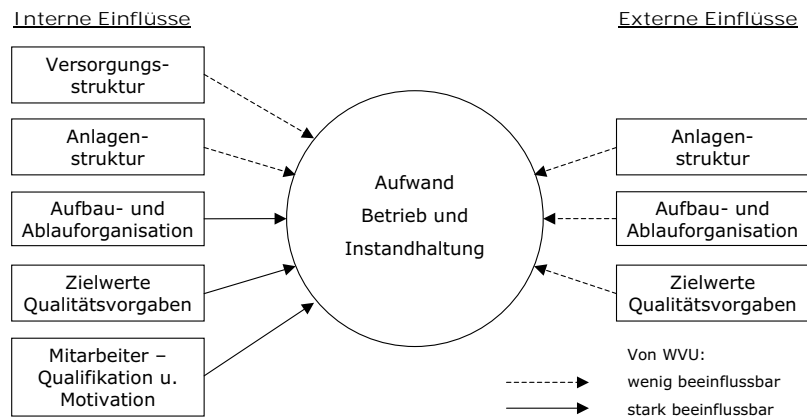 Interne Einflüsse
Versorgungs-
struktur
Anlagen-
struktur
Aufbau- und
Ablauforganisation
Zielwerte
Qualitätsvorgaben
Mitarbeiter –
Qualifikation u.
Motivation
Aufwand
Betrieb und
Instandhaltung
Externe Einflüsse
Anlagen-
struktur
Aufbau- und
Ablauforganisation
Zielwerte
Qualitätsvorgaben
Von WVU:
wenig beeinflussbar
stark beeinflussbar